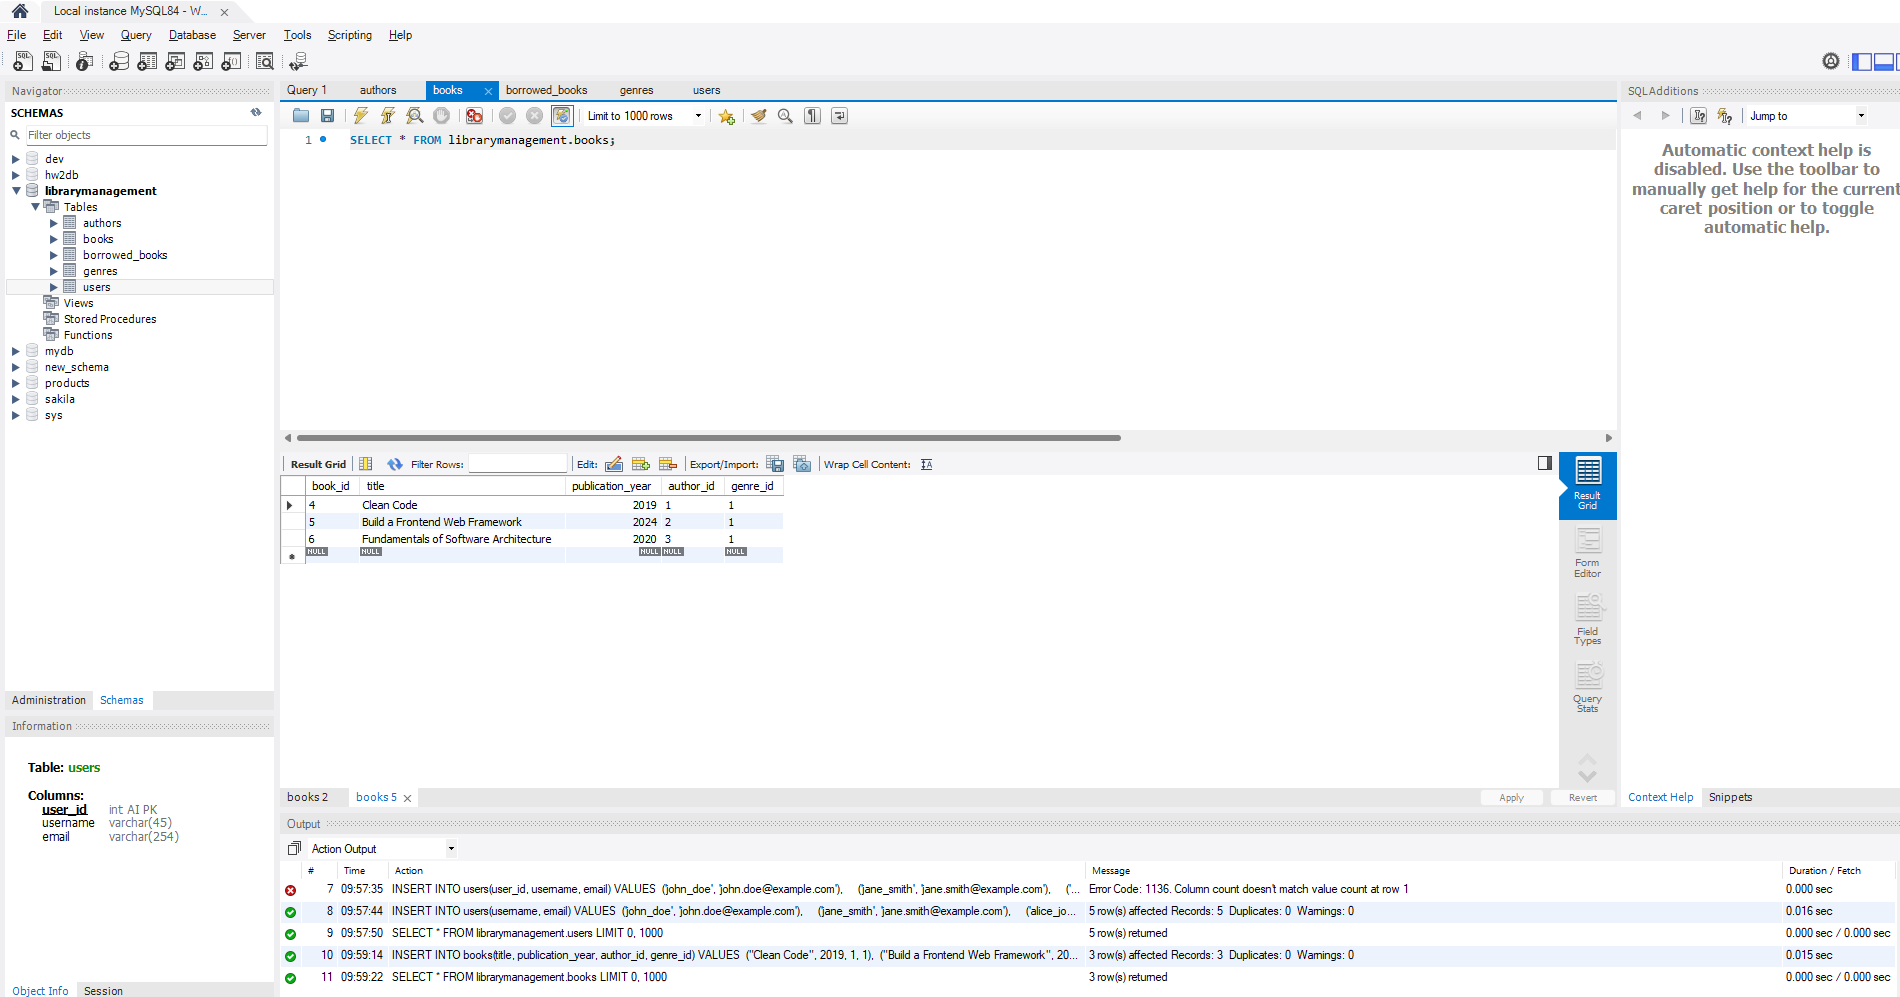 Local instance MySQL84 - W...
File Edit View Query Database Server Tools Scripting Help
Navigator
SCHEMAS
Filter objects
dev
hw2db
librarymanagement
Tables
authors
books
borrowed_books
genres
users
Views
Stored Procedures
Functions
mydb
new_schema
products
sakila
sys
Administration Schemas
Information
Table: users
Columns:
user_id int AI PK
username varchar(45)
email varchar(254)
Object Info Session
Query 1 authors books borrowed_books genres users
Limit to 1000 rows
1 SELECT * FROM librarymanagement.books;
Result Grid Filter Rows: Edit: Export/Import: Wrap Cell Content:
book_id title publication_year author_id genre_id
4 Clean Code 2019 1 1
5 Build a Frontend Web Framework 2024 2 1
6 Fundamentals of Software Architecture 2020 3 1
NULL NULL NULL NULL NULL
Result
Grid
Form
Editor
Field
Types
Query
Stats
books 2 books 5 Apply Revert
SQLAdditions
Jump to
Automatic context help is
disabled. Use the toolbar to
manually get help for the current
caret position or to toggle
automatic help.
Context Help Snippets
Output
Action Output
# Time Action Message Duration / Fetch
7 09:57:35 INSERT INTO users(user_id, username, email) VALUES ('john_doe', 'john.doe@example.com'), ('jane_smith', 'jane.smith@example.com'), ('... Error Code: 1136. Column count doesn't match value count at row 1 0.000 sec
8 09:57:44 INSERT INTO users(username, email) VALUES ('john_doe', 'john.doe@example.com'), ('jane_smith', 'jane.smith@example.com'), ('alice_jo... 5 row(s) affected Records: 5 Duplicates: 0 Warnings: 0 0.016 sec
9 09:57:50 SELECT * FROM librarymanagement.users LIMIT 0, 1000 5 row(s) returned 0.000 sec / 0.000 sec
10 09:59:14 INSERT INTO books(title, publication_year, author_id, genre_id) VALUES ("Clean Code", 2019, 1, 1), ("Build a Frontend Web Framework", 20... 3 row(s) affected Records: 3 Duplicates: 0 Warnings: 0 0.015 sec
11 09:59:22 SELECT * FROM librarymanagement.books LIMIT 0, 1000 3 row(s) returned 0.000 sec / 0.000 sec